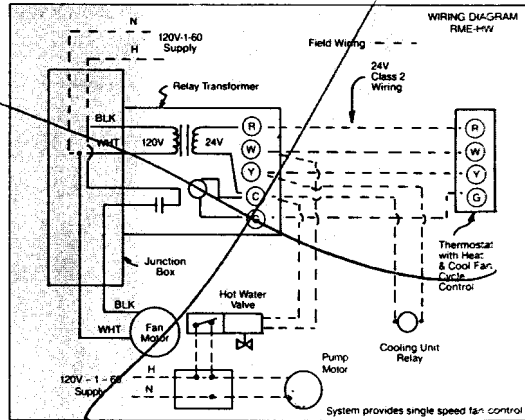 WIRING DIAGRAM
RME-HW
N
120V-1-60
Supply
H
Field Wiring
24V
Class 2
Wiring
Relay Transformer
BLK
WHT
120V
24V
R
W
Y
C
R
W
Y
G
Junction
Box
Thermostat
with Heat
& Cool Fan
Cycle
Control
BLK
WHT
Fan
Motor
Hot Water
Valve
Cooling Unit
Relay
Pump
Motor
120V-1-60
Supply
H
N
System provides single speed fan control